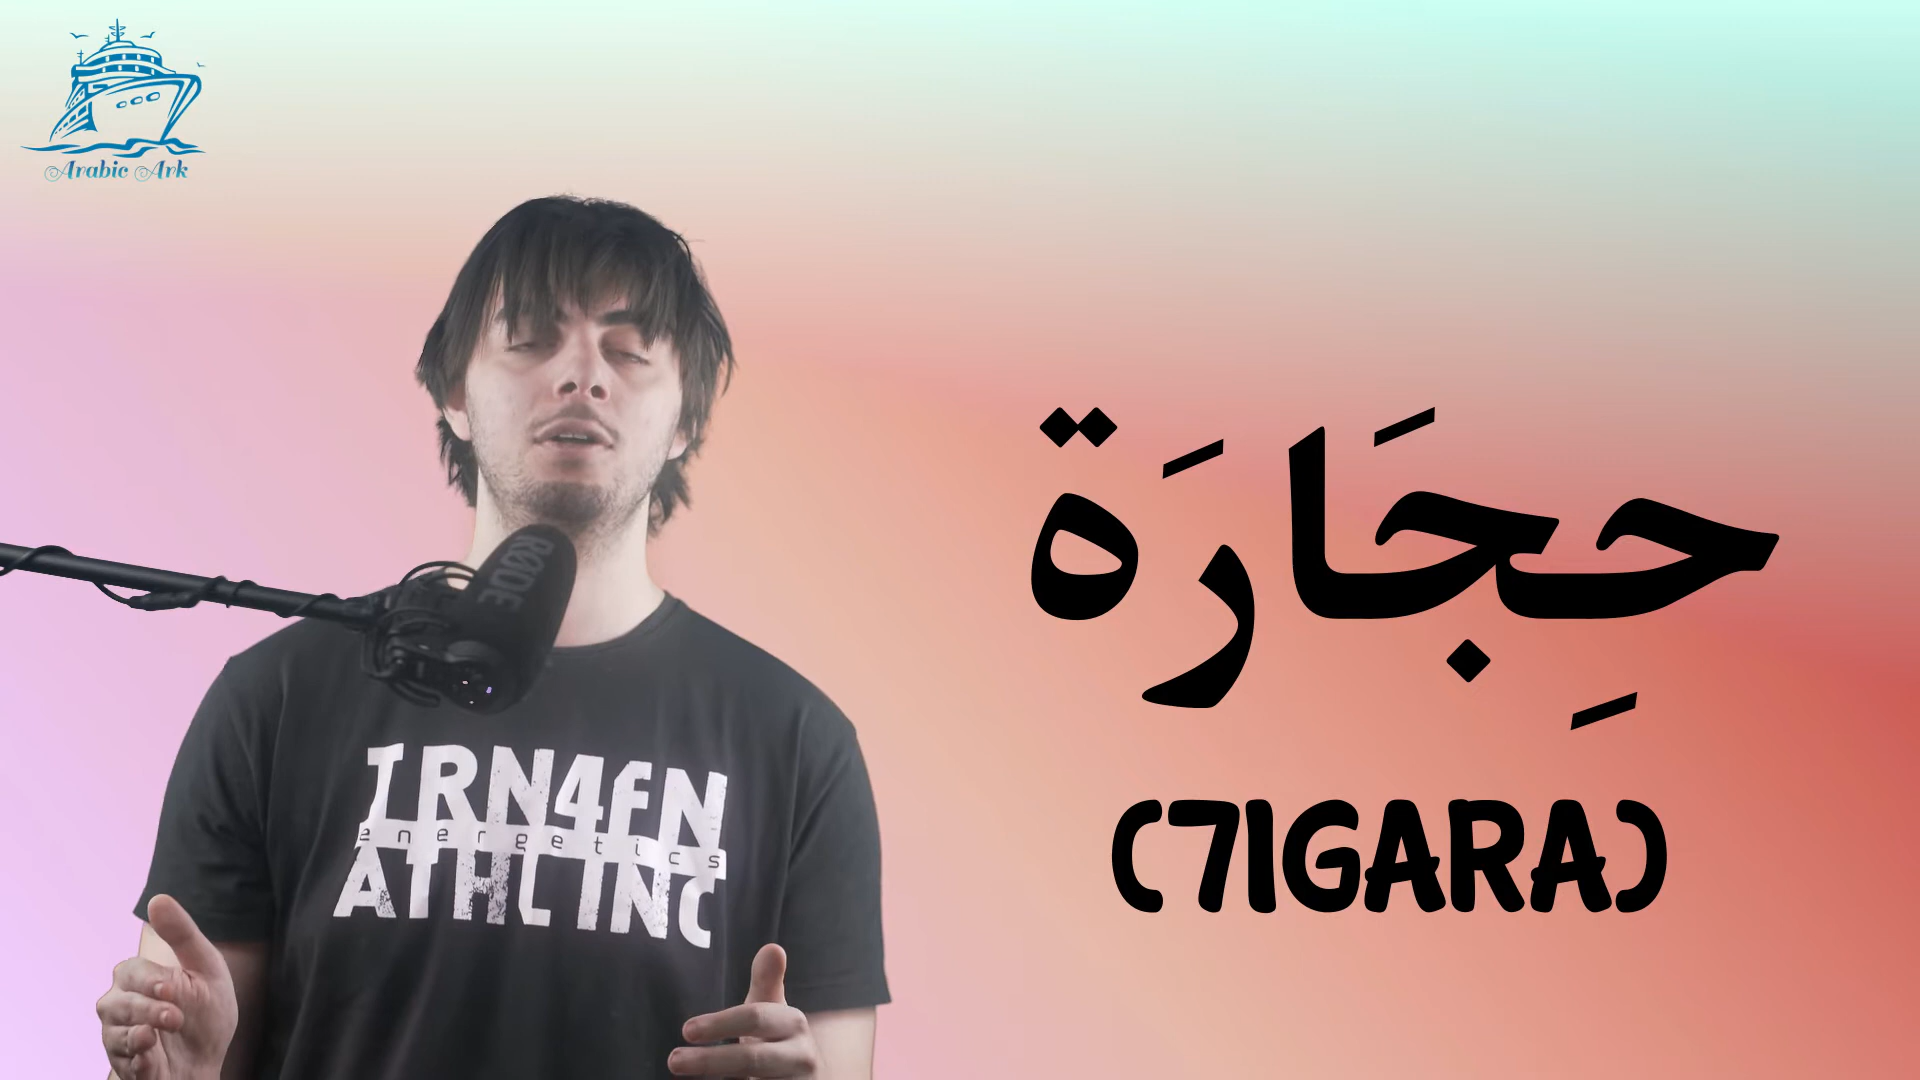 Arabic Ark
حِجَارَة
(7IGARA)
RØDE
IRN4FN
energetics
ATHLINC